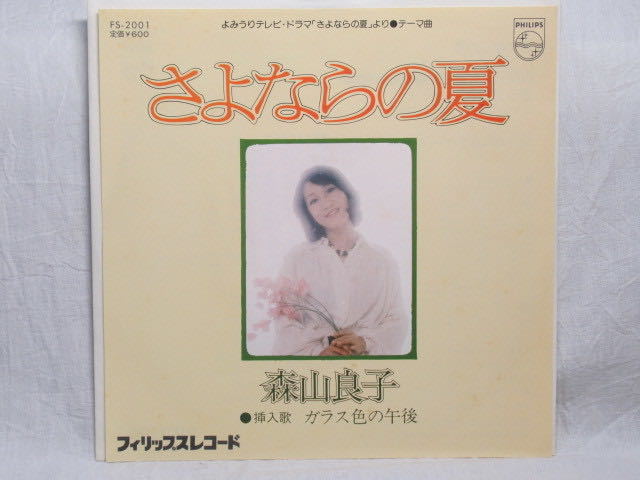 FS-2001
定価¥600
よみうりテレビ・ドラマ「さよならの夏」より●テーマ曲
PHILIPS
さよならの夏
森山良子
●挿入歌 ガラス色の午後
フィリップスレコード